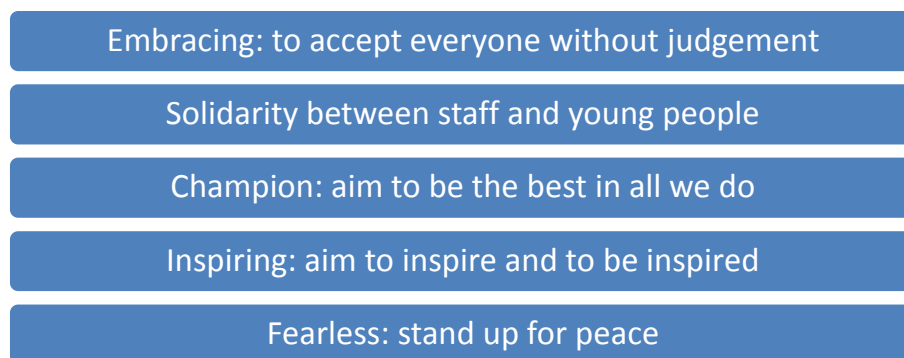 Embracing: to accept everyone without judgement
Solidarity between staff and young people
Champion: aim to be the best in all we do
Inspiring: aim to inspire and to be inspired
Fearless: stand up for peace